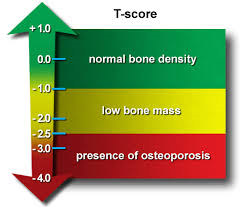 T-score
+ 1.0
0.0
normal bone density
- 1.0
low bone mass
- 2.0
- 2.5
- 3.0
presence of osteoporosis
- 4.0